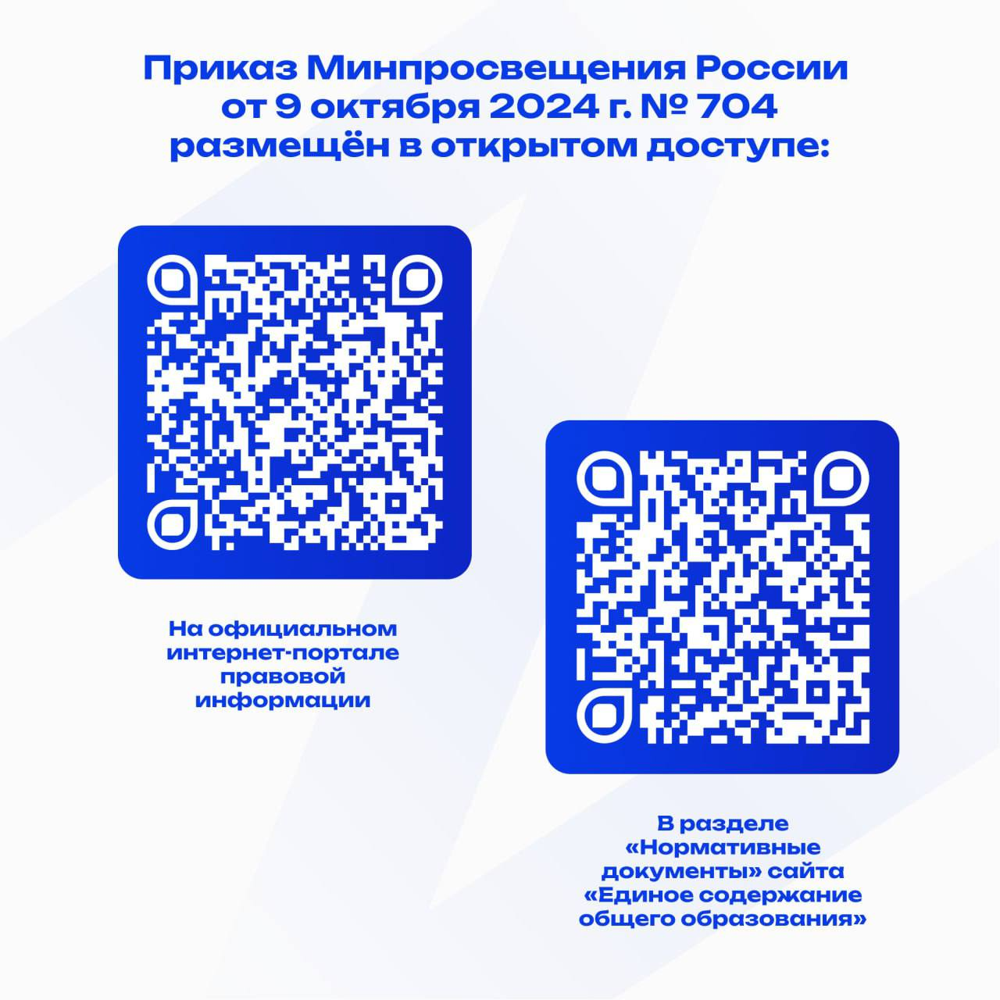 Приказ Минпросвещения России
от 9 октября 2024 г. № 704
размещён в открытом доступе:
На официальном
интернет-портале
правовой
информации
В разделе
«Нормативные
документы» сайта
«Единое содержание
общего образования»